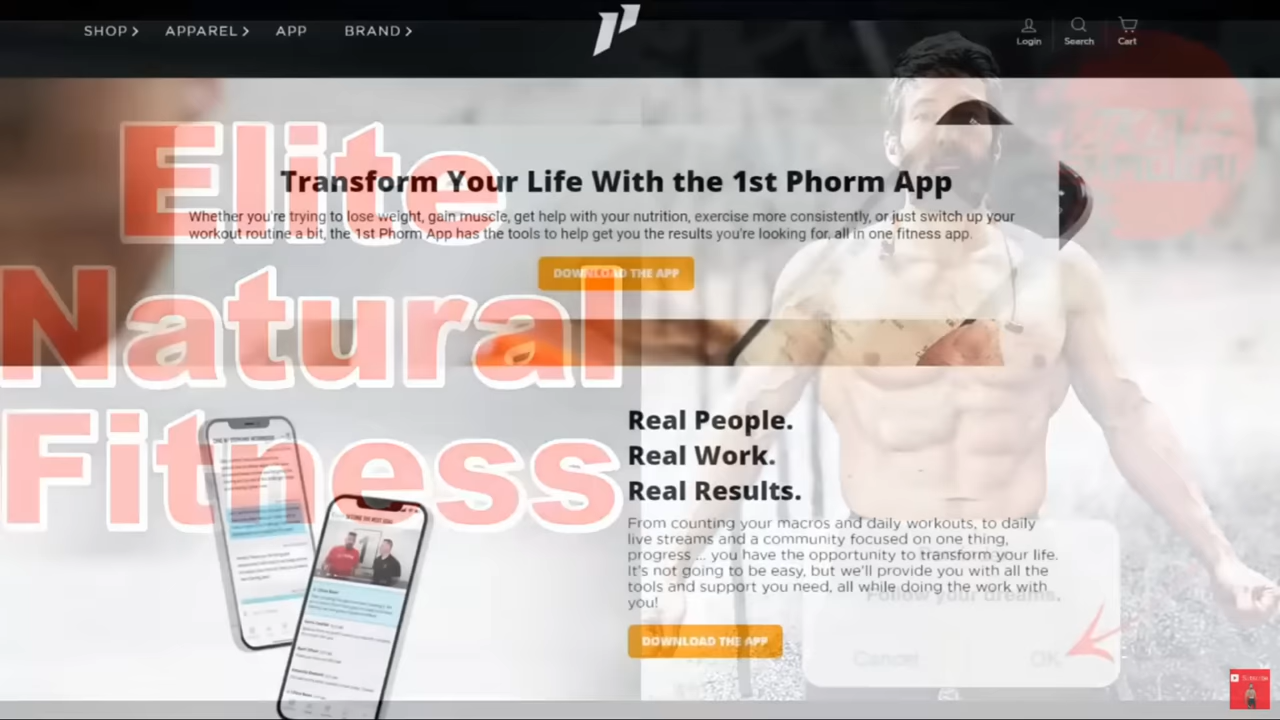 SHOP
APPAREL
APP
BRAND
Login
Search
Cart
Elite
Natural
Fitness
Transform Your Life With the 1st Phorm App
Whether you're trying to lose weight, gain muscle, get help with your nutrition, exercise more consistently, or just switch up your
workout routine a bit, the 1st Phorm App has the tools to help get you the results you're looking for, all in one fitness app.
DOWNLOAD THE APP
Real People.
Real Work.
Real Results.
From counting your macros and daily workouts, to daily
live streams and a community focused on one thing,
progress ... you have the opportunity to transform your life.
It's not going to be easy, but we'll provide you with all the
tools and support you need, all while doing the work with
you!
DOWNLOAD THE APP
Follow your dreams.
Cancel
OK